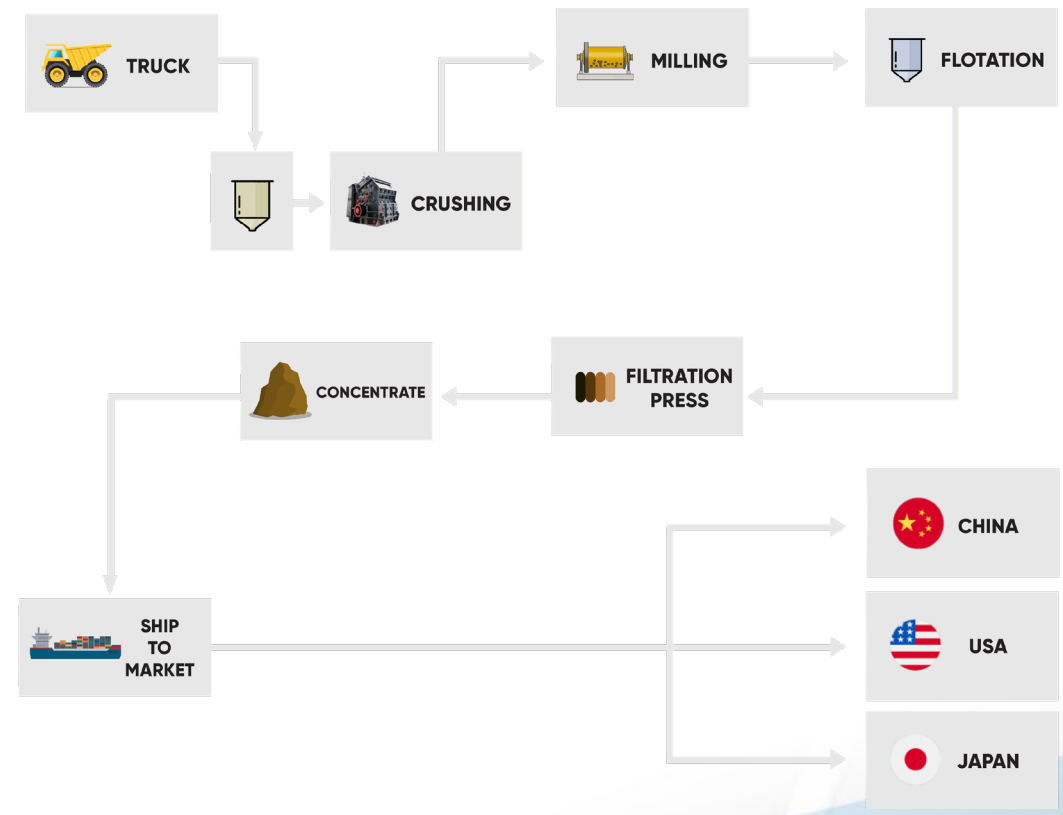 TRUCK
MILLING
FLOTATION
CRUSHING
CONCENTRATE
FILTRATION
PRESS
CHINA
SHIP
TO
MARKET
USA
JAPAN